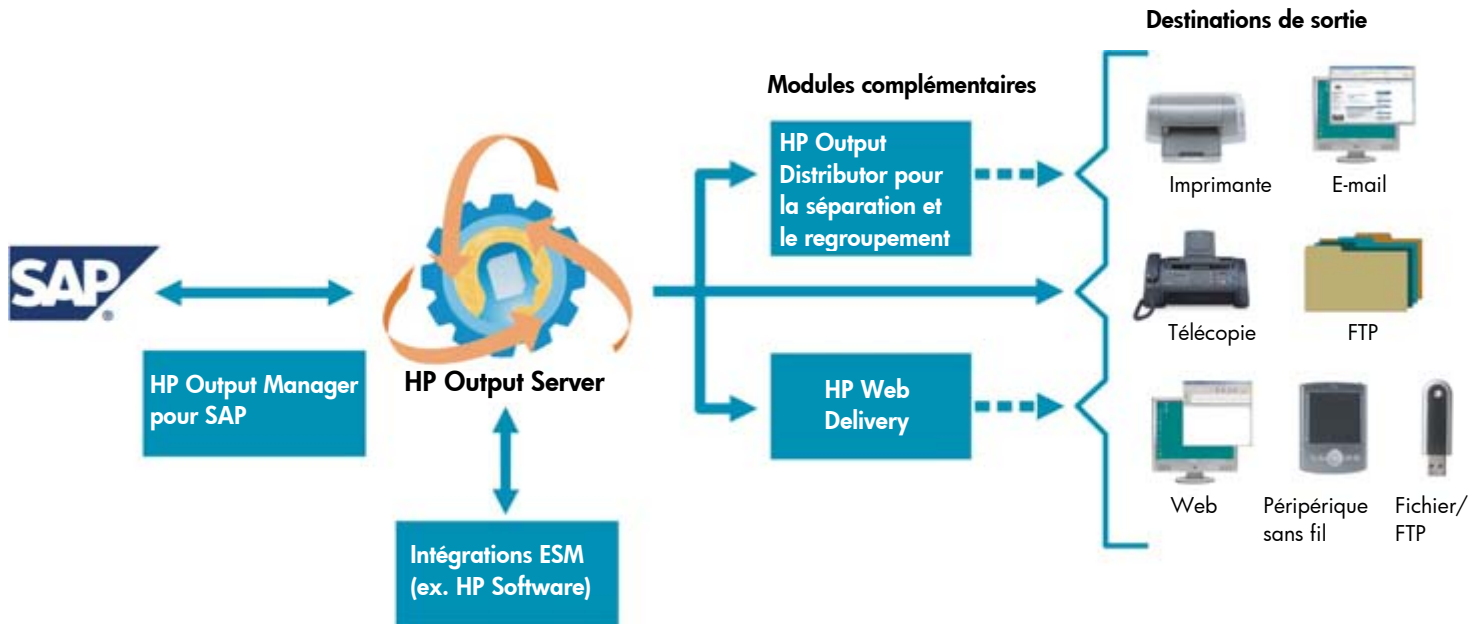 Destinations de sortie
Modules complémentaires
HP Output
Distributor pour
la séparation et
le regroupement
Imprimante
E-mail
SAP
®
HP Output Manager
pour SAP
HP Output Server
Télécopie
FTP
HP Web
Delivery
Web
Péripérique
sans fil
Fichier/
FTP
Intégrations ESM
(ex. HP Software)